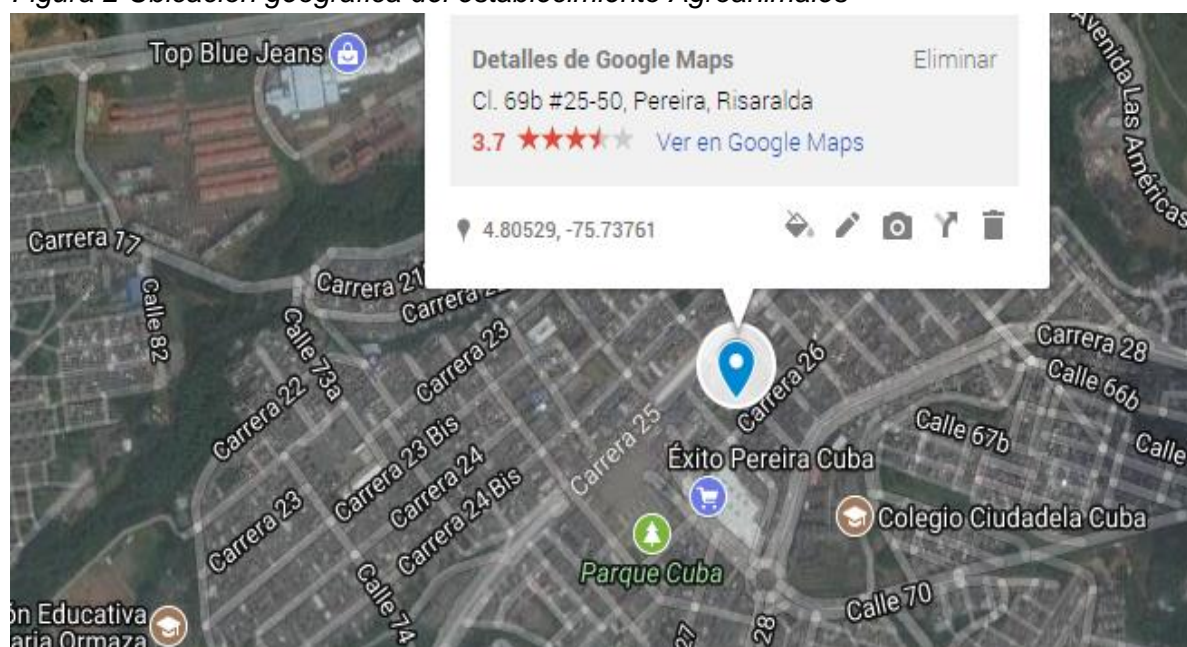 Figura 2 Ubicación geográfica del establecimiento Agroanimales
Top Blue Jeans
Detalles de Google Maps
Eliminar
Cl. 69b #25-50, Pereira, Risaralda
3.7
Ver en Google Maps
4.80529, -75.73761
Avenida Las Américas
Carrera 17
Calle 82
Carrera 21
Carrera
Calle 73a
Carrera 23
Carrera 22
Carrera 26
Carrera 28
Calle 66b
Calle 67b
Calle
Carrera 23 Bis
Carrera 25
Éxito Pereira Cuba
Carrera 24
Carrera 24 Bis
Carrera 23
Colegio Ciudadela Cuba
Parque Cuba
Calle 74
Calle 70
ón Educativa
aria Ormaza
27
28